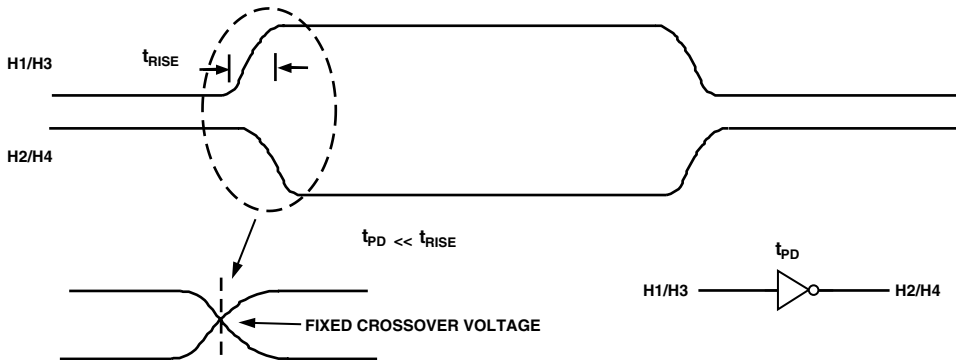 tRISE
H1/H3
H2/H4
tPD << tRISE
tPD
H1/H3
H2/H4
FIXED CROSSOVER VOLTAGE